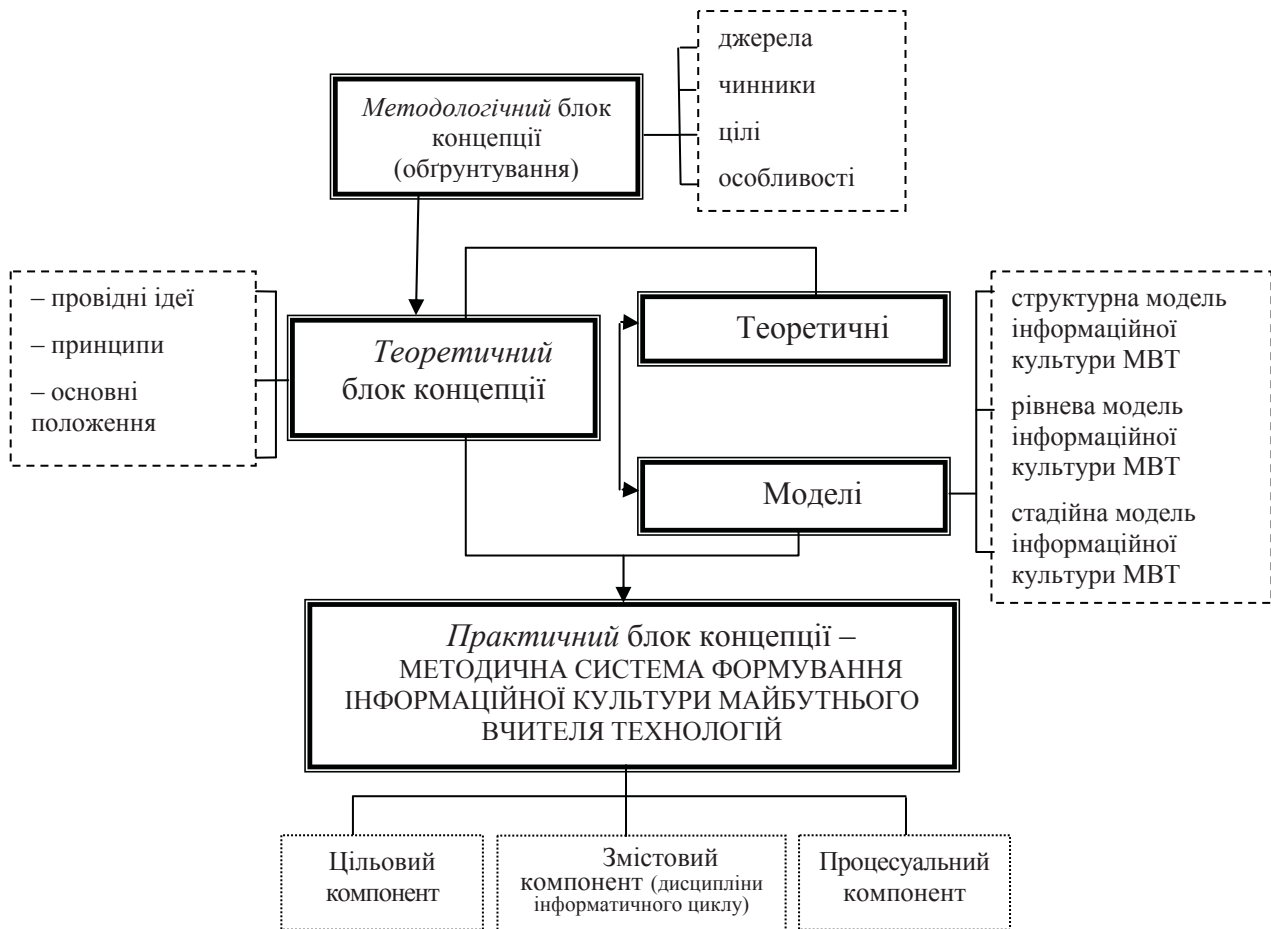 джерела
чинники
цілі
особливості
Методологічний блок
концепції
(обґрунтування)
– провідні ідеї
– принципи
– основні
положення
Теоретичний
блок концепції
Теоретичні
Моделі
структурна модель
інформаційної
культури МВТ
рівнева модель
інформаційної
культури МВТ
стадійна модель
інформаційної
культури МВТ
Практичний блок концепції –
МЕТОДИЧНА СИСТЕМА ФОРМУВАННЯ
ІНФОРМАЦІЙНОЇ КУЛЬТУРИ МАЙБУТНЬОГО
ВЧИТЕЛЯ ТЕХНОЛОГІЙ
Цільовий
компонент
Змістовий
компонент (дисципліни
інформатичного циклу)
Процесуальний
компонент